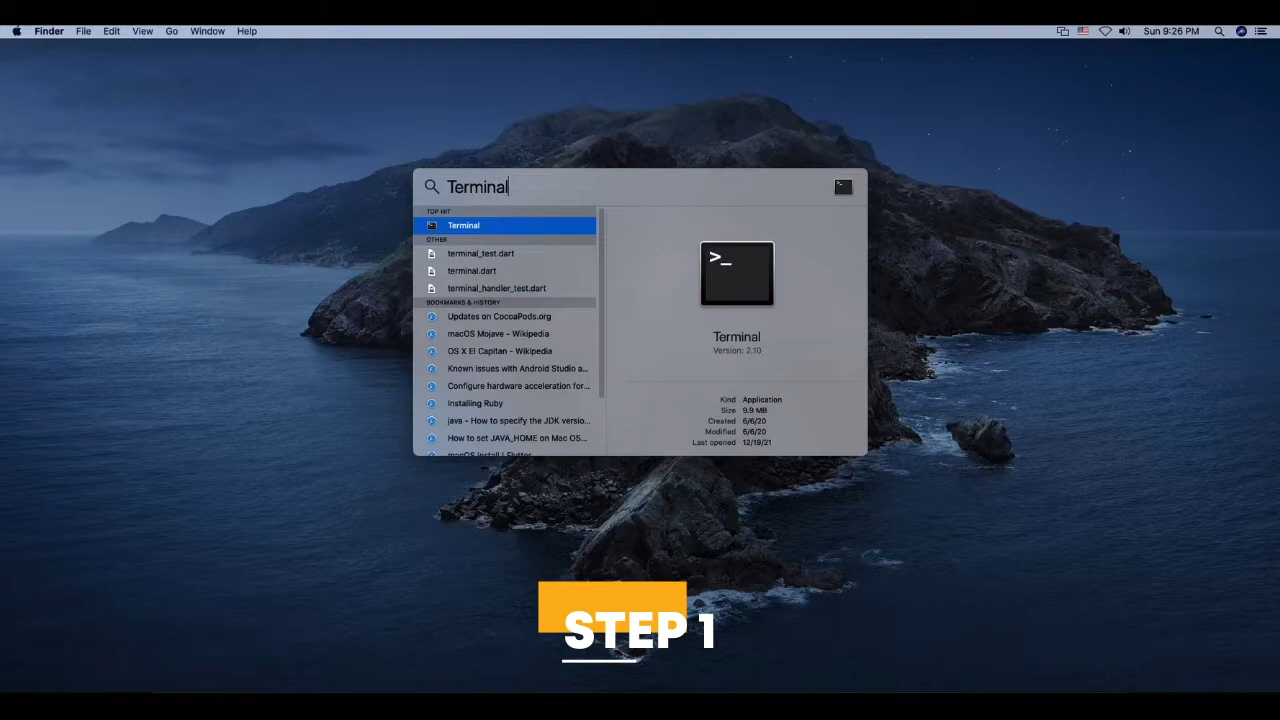 Finder File Edit View Go Window Help Sun 9:26 PM
Terminal
TOP HIT
Terminal
OTHER
terminal_test.dart
terminal.dart
terminal_handler_test.dart
BOOKMARKS & HISTORY
Updates on CocoaPods.org
macOS Mojave - Wikipedia
OS X El Capitan - Wikipedia
Known issues with Android Studio a...
Configure hardware acceleration for...
Installing Ruby
java - How to specify the JDK versio...
How to set JAVA_HOME on Mac OS...
macOS install | Flutter
>_
Terminal
Version: 2.10
Kind Application
Size 9.9 MB
Created 6/6/20
Modified 6/6/20
Last opened 12/19/21
STEP 1